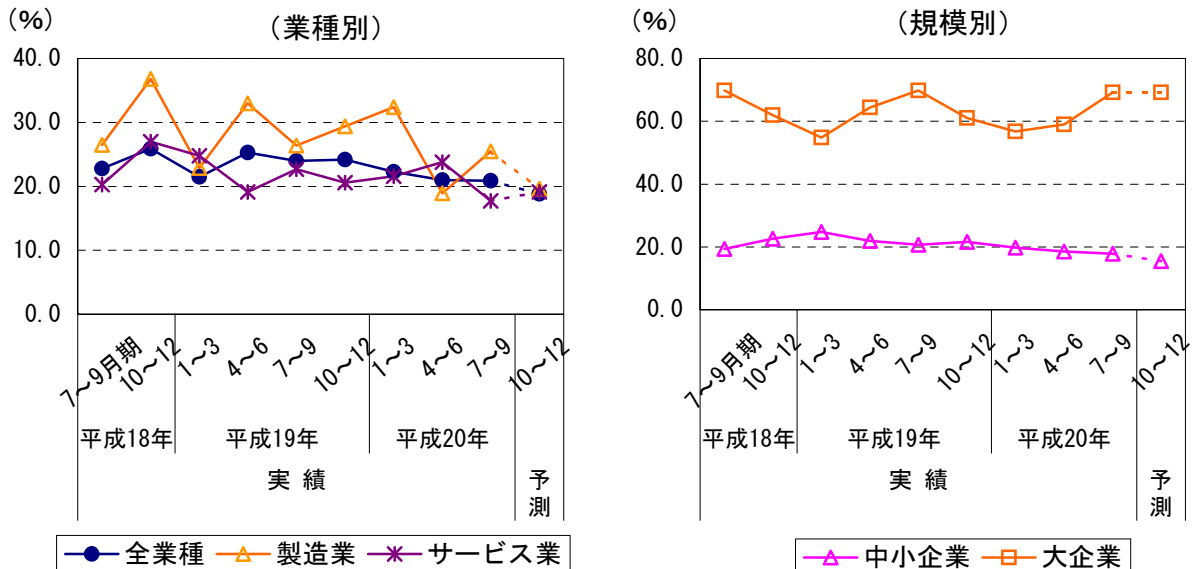 (%)
(業種別)
40.0
30.0
20.0
10.0
0.0
7～9月期
10～12
1～3
4～6
7～9
10～12
1～3
4～6
7～9
10～12
平成18年
平成19年
平成20年
実 績
予測
全業種
製造業
サービス業
(%)
(規模別)
80.0
60.0
40.0
20.0
0.0
7～9月期
10～12
1～3
4～6
7～9
10～12
1～3
4～6
7～9
10～12
平成18年
平成19年
平成20年
実 績
予測
中小企業
大企業